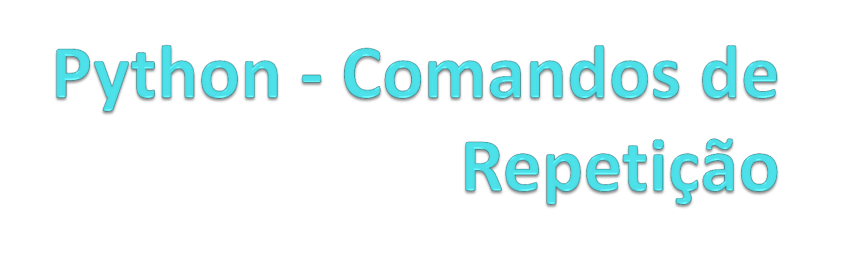 Python - Comandos de
Repetição